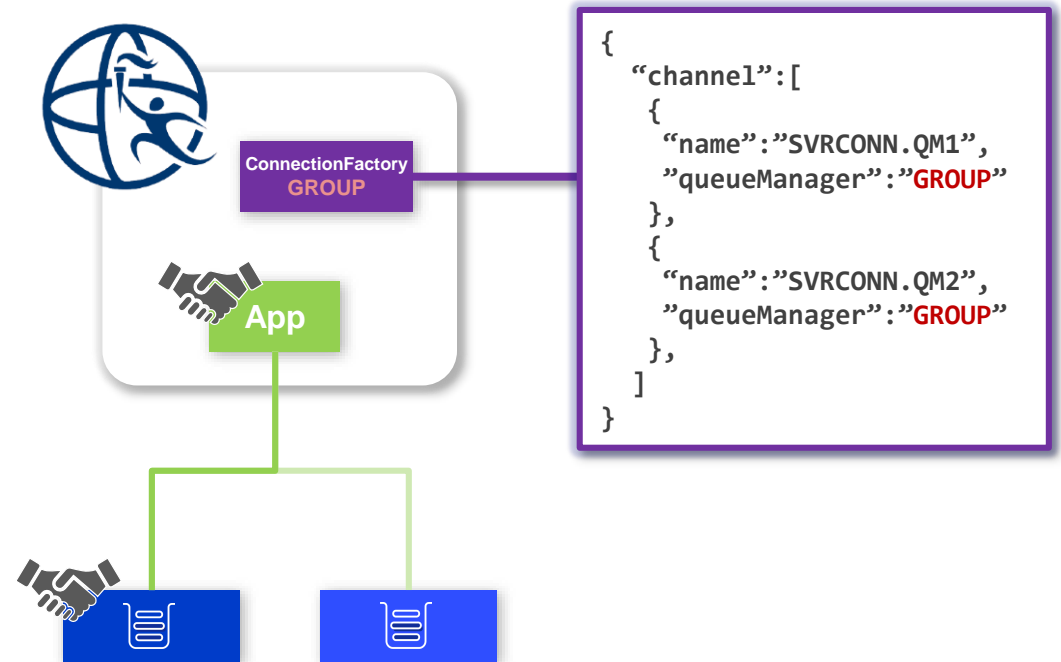 ConnectionFactory
GROUP
App
{
“channel”:[
{
“name”:”SVRCONN.QM1”,
”queueManager”:”GROUP”
},
{
“name”:”SVRCONN.QM2”,
”queueManager”:”GROUP”
},
]
}